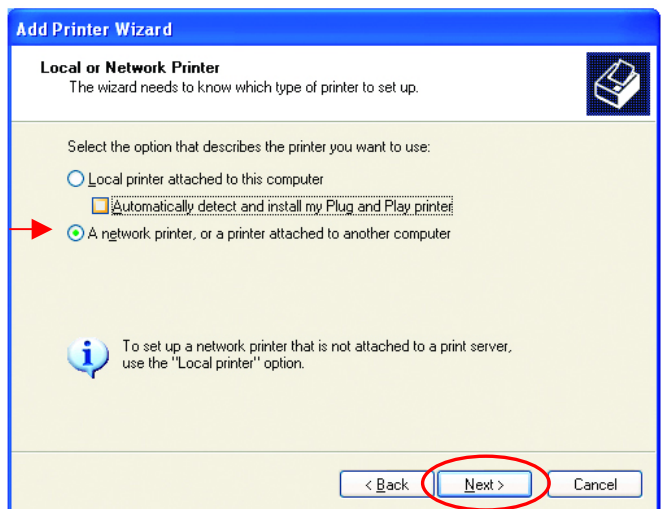 Add Printer Wizard
Local or Network Printer
The wizard needs to know which type of printer to set up.
Select the option that describes the printer you want to use:
Local printer attached to this computer
Automatically detect and install my Plug and Play printer
A network printer, or a printer attached to another computer
To set up a network printer that is not attached to a print server,
use the "Local printer" option.
< Back
Next >
Cancel